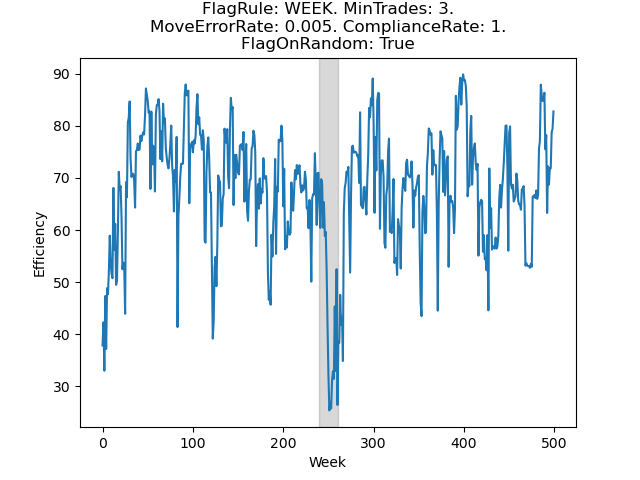 FlagRule: WEEK. MinTrades: 3.
MoveErrorRate: 0.005. ComplianceRate: 1.
FlagOnRandom: True
90
80
70
60
50
40
30
Efficiency
0
100
200
300
400
500
Week